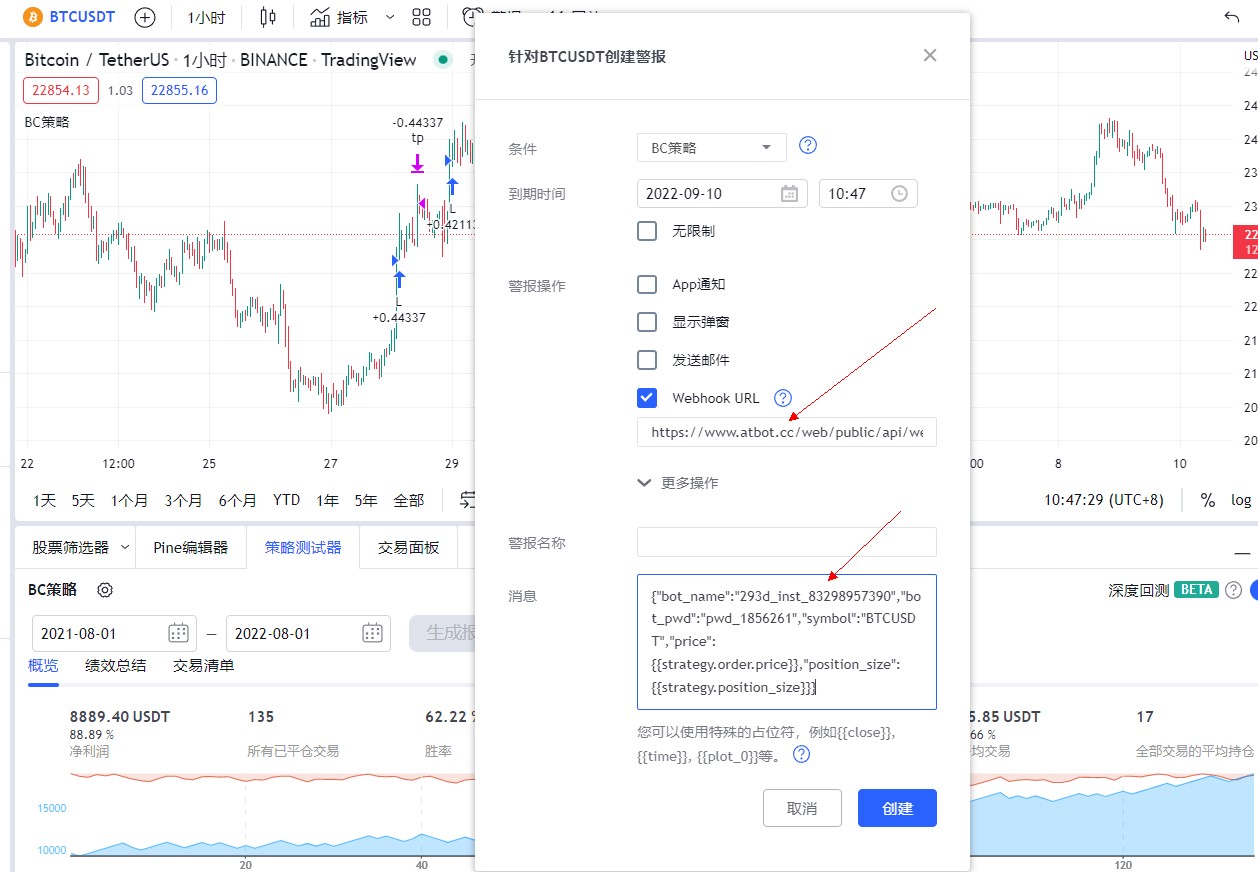 BTCUSDT
1小时
指标
针对BTCUSDT创建警报
Bitcoin / TetherUS · 1小时 · BINANCE · TradingView
22854.13
1.03
22855.16
BC策略
-0.44337
tp
L
+0.4211
L
+0.44337
22
12:00
25
27
29
8
10
1天
5天
1个月
3个月
6个月
YTD
1年
5年
全部
10:47:29 (UTC+8)
%
log
条件
BC策略
到期时间
2022-09-10
10:47
无限制
警报操作
App通知
显示弹窗
发送邮件
Webhook URL
https://www.atbot.cc/web/public/api/we
更多操作
警报名称
消息
{"bot_name":"293d_inst_83298957390","bo
t_pwd":"pwd_1856261","symbol":"BTCUSD
T","price":
{{strategy.order.price}},"position_size":
{{strategy.position_size}}}
您可以使用特殊的占位符，例如{{close}},
{{time}}, {{plot_0}}等。
取消
创建
股票筛选器
Pine编辑器
策略测试器
交易面板
BC策略
深度回测
BETA
2021-08-01
—
2022-08-01
生成报
概览
绩效总结
交易清单
8889.40 USDT
88.89 %
净利润
135
所有已平仓交易
62.22
胜率
5.85 USDT
66 %
均交易
17
全部交易的平均持仓
15000
10000
20
40
120